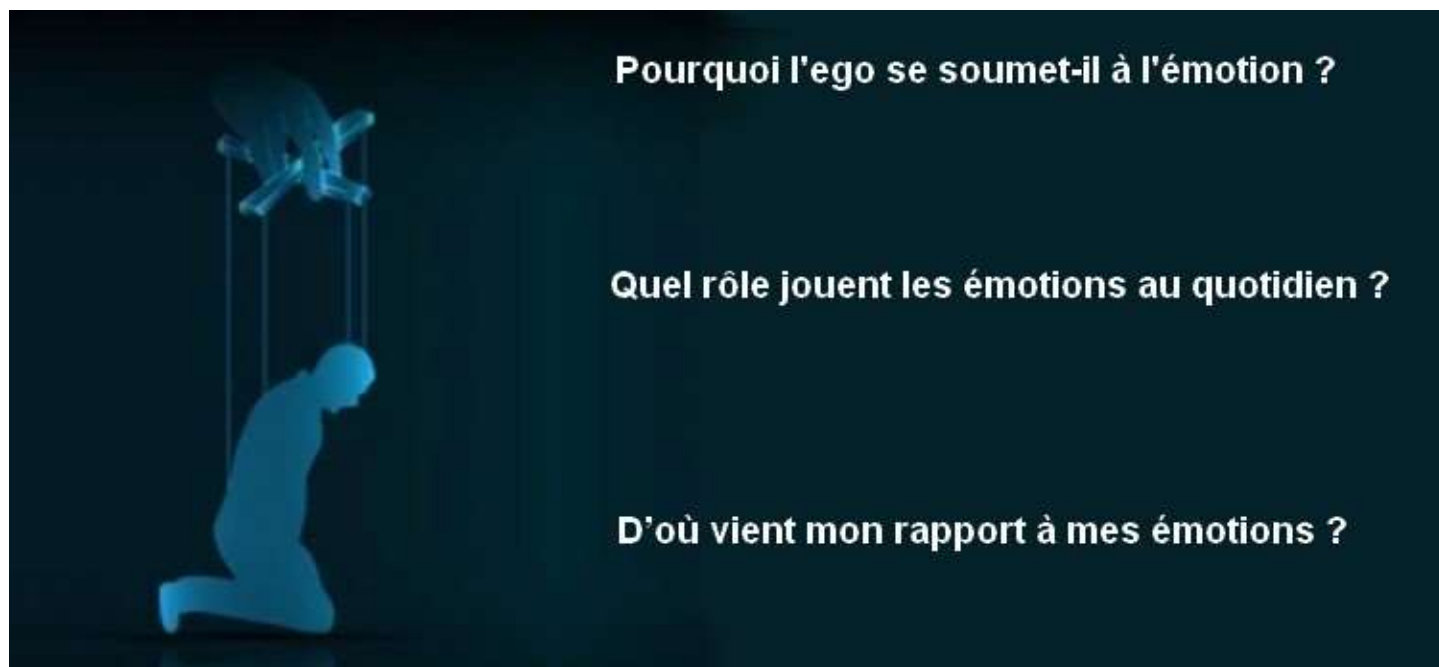 Pourquoi l'ego se soumet-il à l'émotion ?
Quel rôle jouent les émotions au quotidien ?
D’où vient mon rapport à mes émotions ?